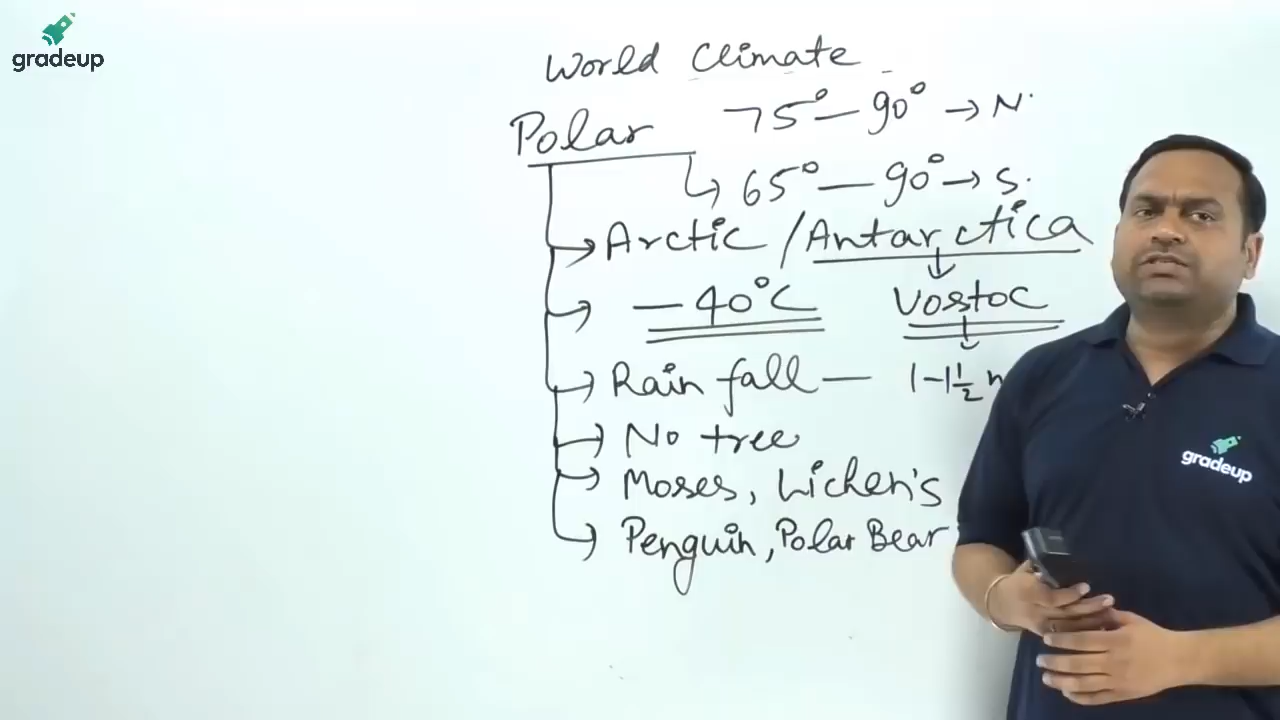 gradeup
World Climate
Polar 75° — 90° → N.
65° — 90° → S.
→ Arctic / Antarctica
→ — 40°C Vostoc
→ Rain fall — 1-1½
→ No tree
→ Moses, Lichen's
→ Penguin, Polar Bear
gradeup